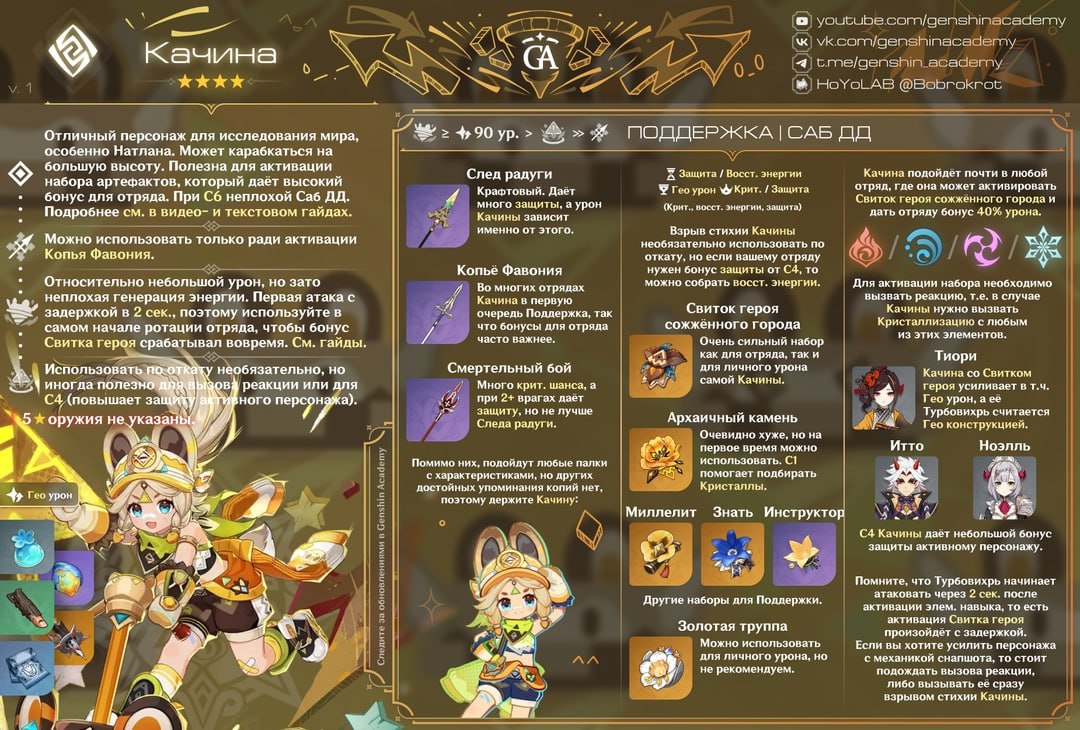 Качина
v. 1
GA
youtube.com/genshinacademy
vk.com/genshinacademy
t.me/genshin_academy
HoYoLAB @Bobrokrot
Отличный персонаж для исследования мира,
особенно Натлана. Может карабкаться на
большую высоту. Полезна для активации
набора артефактов, который даёт высокий
бонус для отряда. При С6 неплохой Саб ДД.
Подробнее см. в видео- и текстовом гайдах.
Можно использовать только ради активации
Копья Фавония.
Относительно небольшой урон, но зато
неплохая генерация энергии. Первая атака с
задержкой в 2 сек., поэтому используйте в
самом начале ротации отряда, чтобы бонус
Свитка героя срабатывал вовремя. См. гайды.
Использовать по откату необязательно, но
иногда полезно для вызова реакции или для
С4 (повышает защиту активного персонажа).
5★ оружия не указаны.
Гео урон
Следите за обновлениями в Genshin Academy
≥ 90 ур. > >> ПОДДЕРЖКА | САБ ДД
След радуги
Крафтовый. Даёт
много защиты, а урон
Качины зависит
именно от этого.
Копьё Фавония
Во многих отрядах
Качина в первую
очередь Поддержка, так
что бонусы для отряда
часто важнее.
Смертельный бой
Много крит. шанса, а
при 2+ врагах даёт
защиту, но не лучше
Следа радуги.
Помимо них, подойдут любые палки
с характеристиками, но других
достойных упоминания копий нет,
поэтому держите Качину:
Защита / Восст. энергии
Гео урон Крит. / Защита
(Крит., восст. энергии, защита)
Взрыв стихии Качины
необязательно использовать по
откату, но если вашему отряду
нужен бонус защиты от С4, то
можно собрать восст. энергии.
Свиток героя
сожжённого города
Очень сильный набор
как для отряда, так и
для личного урона
самой Качины.
Архаичный камень
Очевидно хуже, но на
первое время можно
использовать. С1
помогает подбирать
Кристаллы.
Миллелит Знать Инструктор
Другие наборы для Поддержки.
Золотая труппа
Можно использовать
для личного урона, но
не рекомендуем.
Качина подойдёт почти в любой
отряд, где она может активировать
Свиток героя сожжённого города и
дать отряду бонус 40% урона.
/ / /
Для активации набора необходимо
вызвать реакцию, т.е. в случае
Качины нужно вызвать
Кристаллизацию с любым
из этих элементов.
Тиори
Качина со Свитком
героя усиливает в т.ч.
Гео урон, а её
Турбовихрь считается
Гео конструкцией.
Итто Ноэлль
С4 Качины даёт небольшой бонус
защиты активному персонажу.
Помните, что Турбовихрь начинает
атаковать через 2 сек. после
активации элем. навыка, то есть
активация Свитка героя
произойдёт с задержкой.
Если вы хотите усилить персонажа
с механикой снапшота, то стоит
подождать вызова реакции,
либо вызывать её сразу
взрывом стихии Качины.